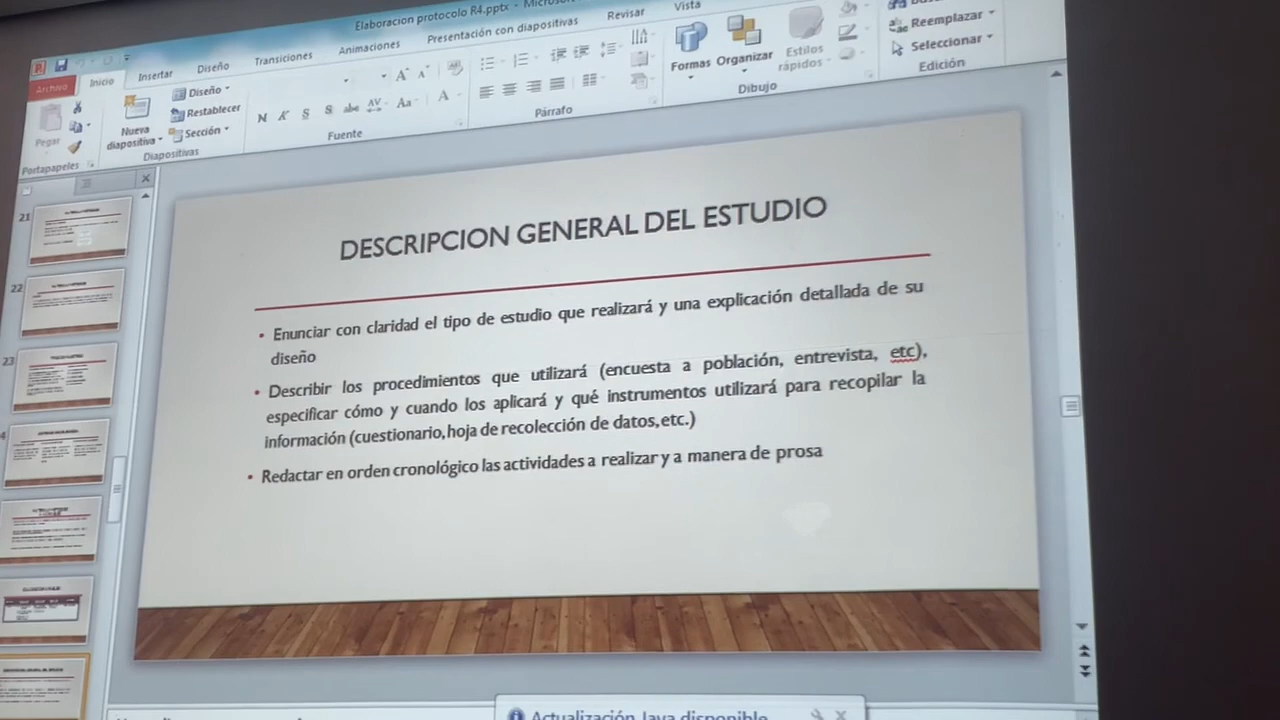 Elaboracion protocolo R4.pptx - Micros
Archivo Inicio Insertar Diseño Transiciones Animaciones Presentación con diapositivas Revisar Vista
Pegar
Portapapeles
Nueva diapositiva
Diseño
Restablecer
Sección
Diapositivas
Fuente
Párrafo
Formas
Organizar
Estilos rápidos
Dibujo
Reemplazar
Seleccionar
Edición
21
22
23
DESCRIPCION GENERAL DEL ESTUDIO
• Enunciar con claridad el tipo de estudio que realizará y una explicación detallada de su
diseño
• Describir los procedimientos que utilizará (encuesta a población, entrevista, etc),
especificar cómo y cuando los aplicará y qué instrumentos utilizará para recopilar la
información (cuestionario, hoja de recolección de datos, etc.)
• Redactar en orden cronológico las actividades a realizar y a manera de prosa
Actualización Java disponible